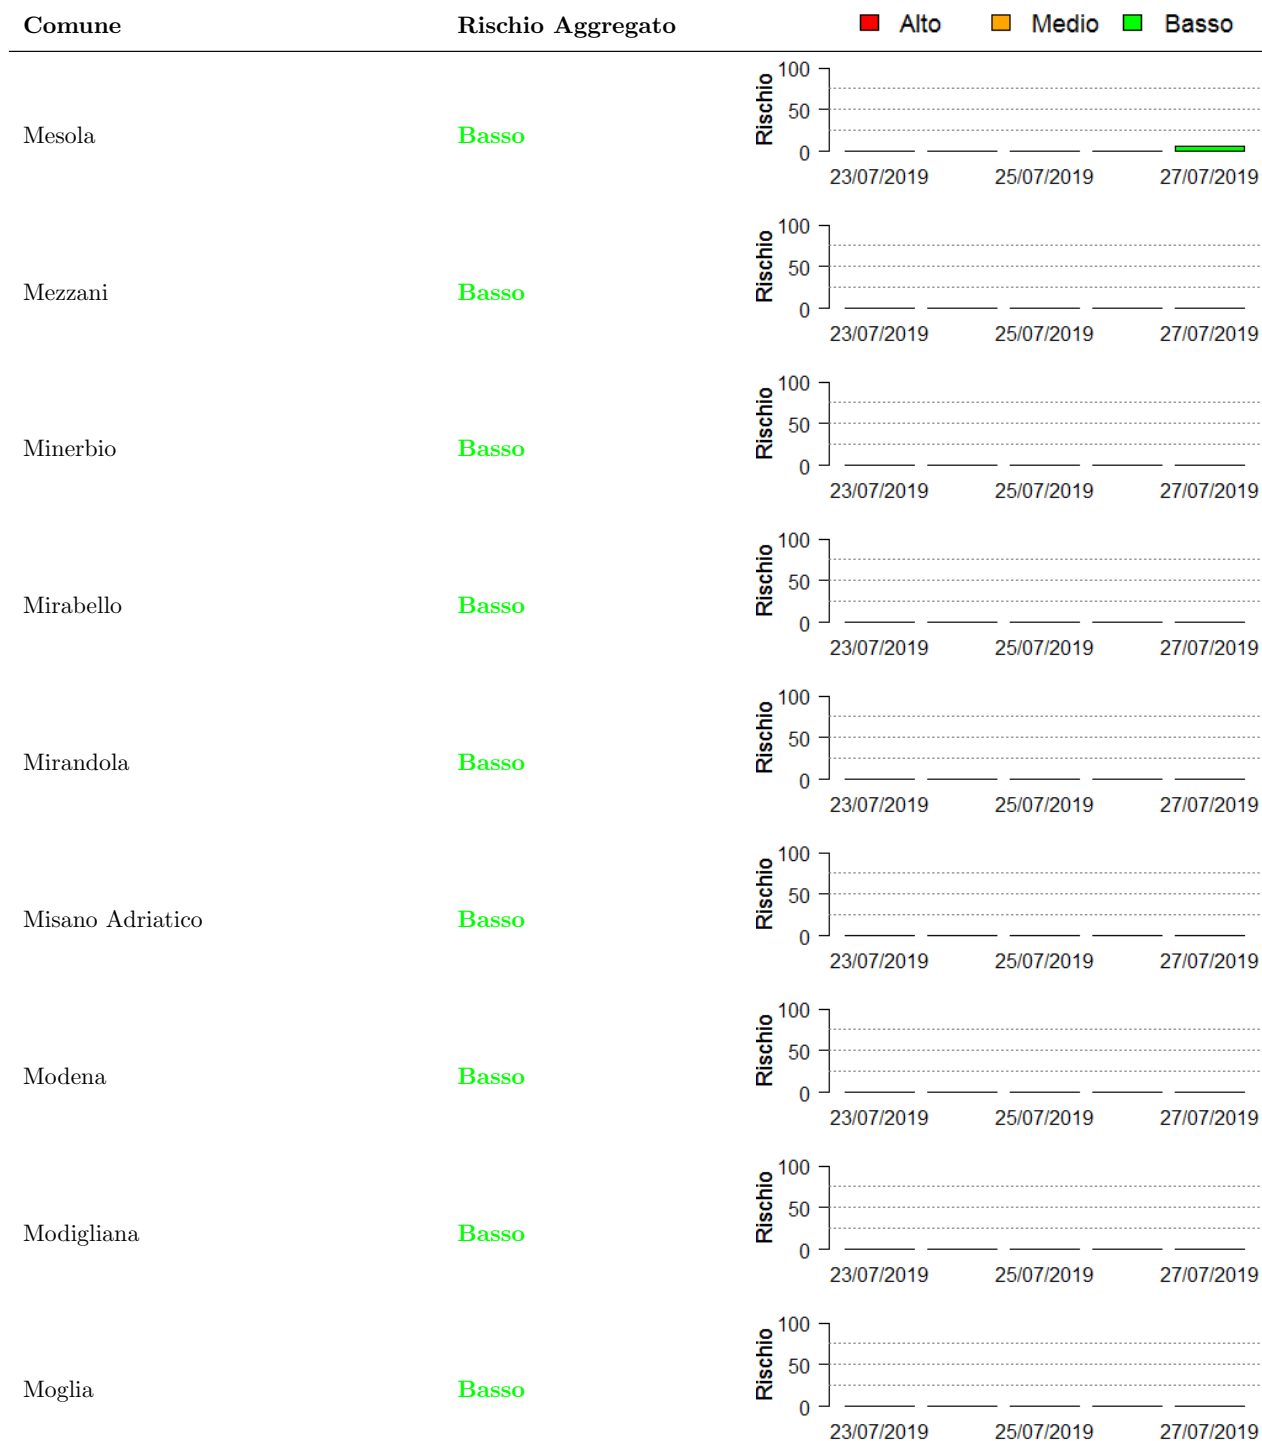 Comune Rischio Aggregato Alto Medio Basso
Mesola Basso
Rischio
100
50
0
23/07/2019 25/07/2019 27/07/2019
Mezzani Basso
Rischio
100
50
0
23/07/2019 25/07/2019 27/07/2019
Minerbio Basso
Rischio
100
50
0
23/07/2019 25/07/2019 27/07/2019
Mirabello Basso
Rischio
100
50
0
23/07/2019 25/07/2019 27/07/2019
Mirandola Basso
Rischio
100
50
0
23/07/2019 25/07/2019 27/07/2019
Misano Adriatico Basso
Rischio
100
50
0
23/07/2019 25/07/2019 27/07/2019
Modena Basso
Rischio
100
50
0
23/07/2019 25/07/2019 27/07/2019
Modigliana Basso
Rischio
100
50
0
23/07/2019 25/07/2019 27/07/2019
Moglia Basso
Rischio
100
50
0
23/07/2019 25/07/2019 27/07/2019